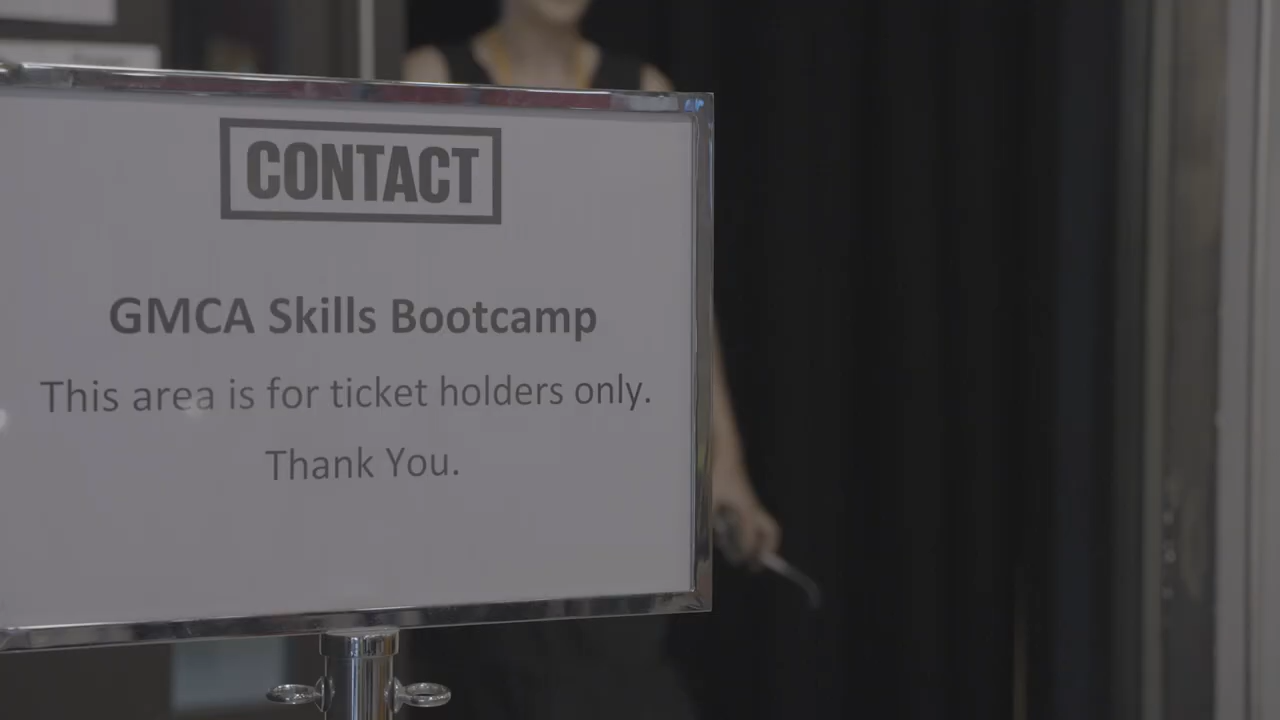 CONTACT
GMCA Skills Bootcamp
This area is for ticket holders only.
Thank You.